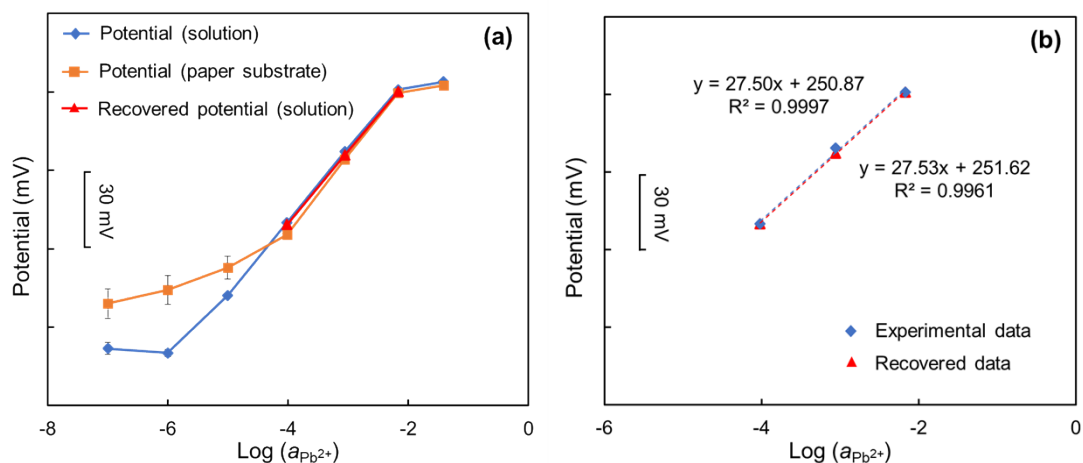 (a)
Potential (solution)
Potential (paper substrate)
Recovered potential (solution)
Potential (mV)
30 mV
-8
-6
-4
-2
0
Log (aPb²⁺)
(b)
y = 27.50x + 250.87
R² = 0.9997
y = 27.53x + 251.62
R² = 0.9961
Potential (mV)
30 mV
Experimental data
Recovered data
-6
-4
-2
0
Log (aPb²⁺)